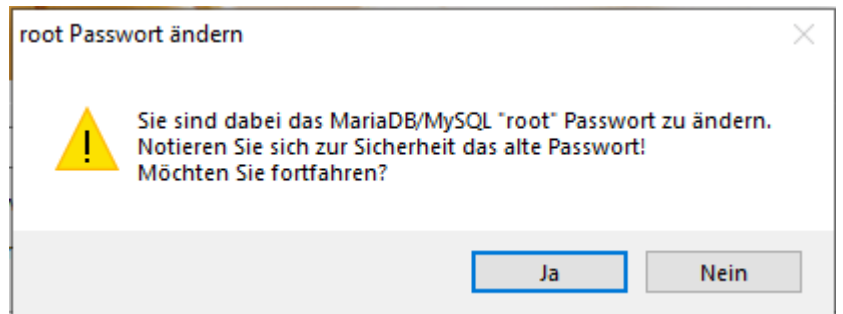 root Passwort ändern
Sie sind dabei das MariaDB/MySQL "root" Passwort zu ändern.
Notieren Sie sich zur Sicherheit das alte Passwort!
Möchten Sie fortfahren?
Ja
Nein